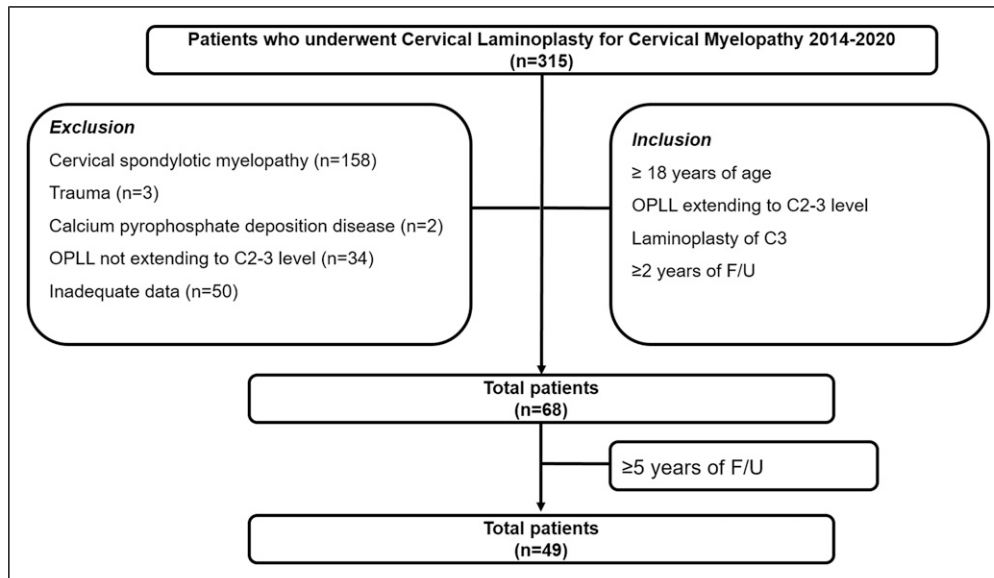 Patients who underwent Cervical Laminoplasty for Cervical Myelopathy 2014-2020
(n=315)
Exclusion
Cervical spondylotic myelopathy (n=158)
Trauma (n=3)
Calcium pyrophosphate deposition disease (n=2)
OPLL not extending to C2-3 level (n=34)
Inadequate data (n=50)
Inclusion
≥ 18 years of age
OPLL extending to C2-3 level
Laminoplasty of C3
≥2 years of F/U
Total patients
(n=68)
≥5 years of F/U
Total patients
(n=49)